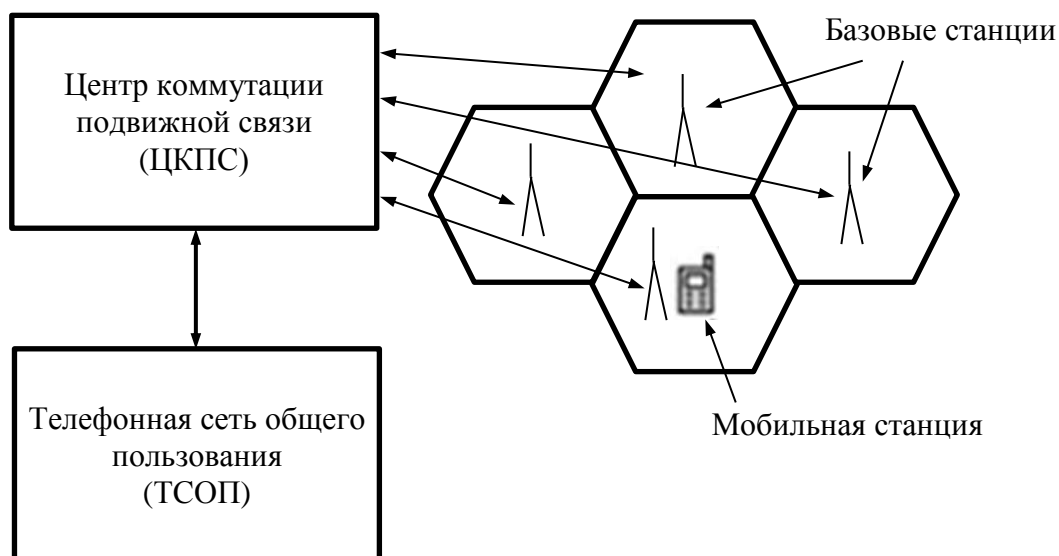 Центр коммутации
подвижной связи
(ЦКПС)
Базовые станции
Телефонная сеть общего
пользования
(ТСОП)
Мобильная станция